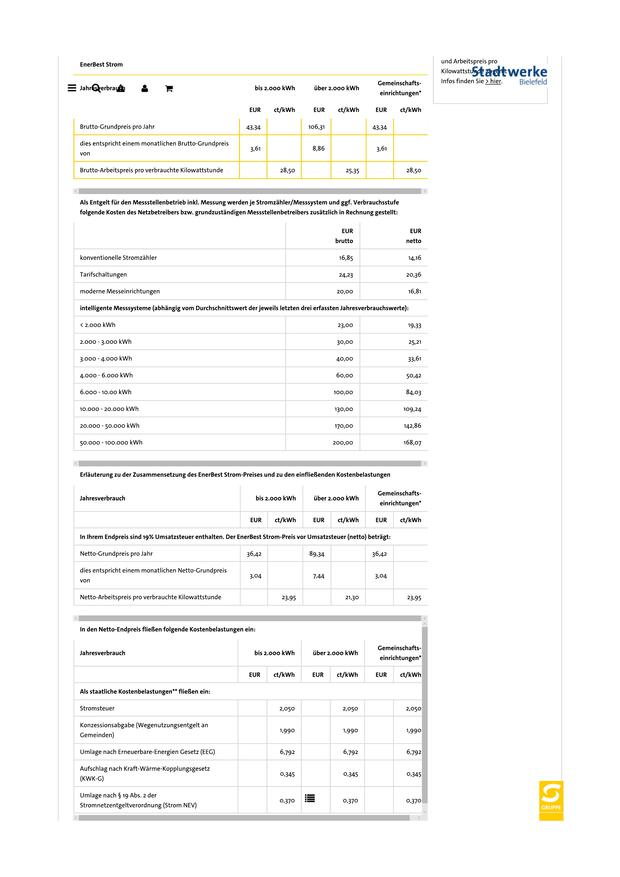 EnerBest Strom
und Arbeitspreis pro
Infos finden Sie > hier.
Stadtwerke
Bielefeld
Jahresverbrauch bis 2.000 kWh über 2.000 kWh Gemeinschafts-
einrichtungen*
EUR ct/kWh EUR ct/kWh EUR ct/kWh
Brutto-Grundpreis pro Jahr 43,34 106,31 43,34
dies entspricht einem monatlichen Brutto-Grundpreis
von 3,61 8,86 3,61
Brutto-Arbeitspreis pro verbrauchte Kilowattstunde 28,50 25,35 28,50
Als Entgelt für den Messstellenbetrieb inkl. Messung werden je Stromzähler/Messsystem und ggf. Verbrauchsstufe
folgende Kosten des Netzbetreibers bzw. grundzuständigen Messstellenbetreibers zusätzlich in Rechnung gestellt:
EUR EUR
brutto netto
konventionelle Stromzähler 16,85 14,16
Tarifschaltungen 24,23 20,36
moderne Messeinrichtungen 20,00 16,81
intelligente Messsysteme (abhängig vom Durchschnittswert der jeweils letzten drei erfassten Jahresverbrauchswerte):
< 2.000 kWh 23,00 19,33
2.000 - 3.000 kWh 30,00 25,21
3.000 - 4.000 kWh 40,00 33,61
4.000 - 6.000 kWh 60,00 50,42
6.000 - 10.00 kWh 100,00 84,03
10.000 - 20.000 kWh 130,00 109,24
20.000 - 50.000 kWh 170,00 142,86
50.000 - 100.000 kWh 200,00 168,07
Erläuterung zu der Zusammensetzung des EnerBest Strom-Preises und zu den einfließenden Kostenbelastungen
Jahresverbrauch bis 2.000 kWh über 2.000 kWh Gemeinschafts-
einrichtungen*
EUR ct/kWh EUR ct/kWh EUR ct/kWh
In Ihrem Endpreis sind 19% Umsatzsteuer enthalten. Der EnerBest Strom-Preis vor Umsatzsteuer (netto) beträgt:
Netto-Grundpreis pro Jahr 36,42 89,34 36,42
dies entspricht einem monatlichen Netto-Grundpreis
von 3,04 7,44 3,04
Netto-Arbeitspreis pro verbrauchte Kilowattstunde 23,95 21,30 23,95
In den Netto-Endpreis fließen folgende Kostenbelastungen ein:
Jahresverbrauch bis 2.000 kWh über 2.000 kWh Gemeinschafts-
einrichtungen*
EUR ct/kWh EUR ct/kWh EUR ct/kWh
Als staatliche Kostenbelastungen** fließen ein:
Stromsteuer 2,050 2,050 2,050
Konzessionsabgabe (Wegenutzungsentgelt an
Gemeinden) 1,990 1,990 1,990
Umlage nach Erneuerbare-Energien Gesetz (EEG) 6,792 6,792 6,792
Aufschlag nach Kraft-Wärme-Kopplungsgesetz
(KWK-G) 0,345 0,345 0,345
Umlage nach § 19 Abs. 2 der
Stromnetzentgeltverordnung (Strom NEV) 0,370 0,370 0,370
GRUPPE